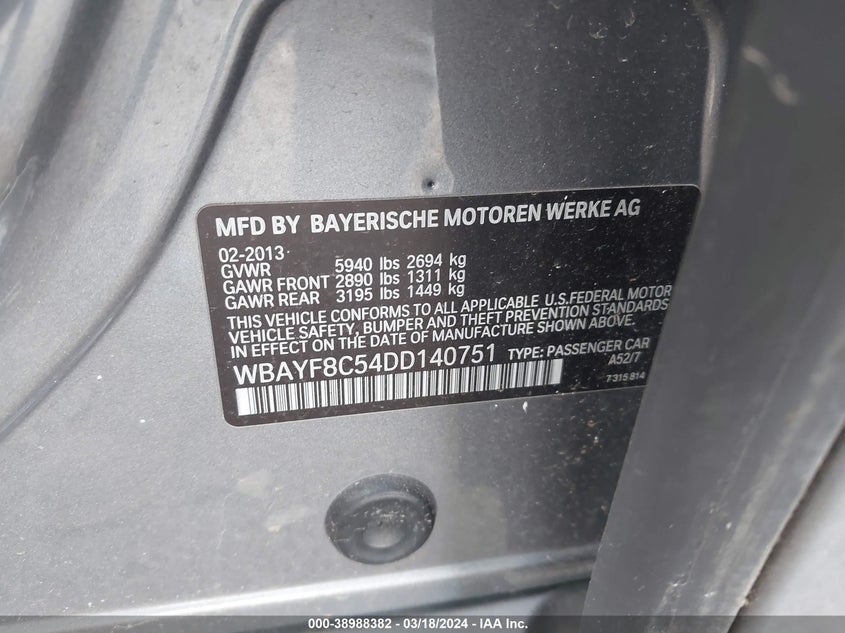 MFD BY BAYERISCHE MOTOREN WERKE AG
02-2013
GVWR 5940 lbs 2694 kg
GAWR FRONT 2890 lbs 1311 kg
GAWR REAR 3195 lbs 1449 kg
THIS VEHICLE CONFORMS TO ALL APPLICABLE U.S.FEDERAL MOTOR
VEHICLE SAFETY, BUMPER AND THEFT PREVENTION STANDARDS
IN EFFECT ON THE DATE OF MANUFACTURE SHOWN ABOVE.
WBAYF8C54DD140751 TYPE: PASSENGER CAR
A52/7
7315814
000-38988382 / 03/18/2024 - IAA Inc.